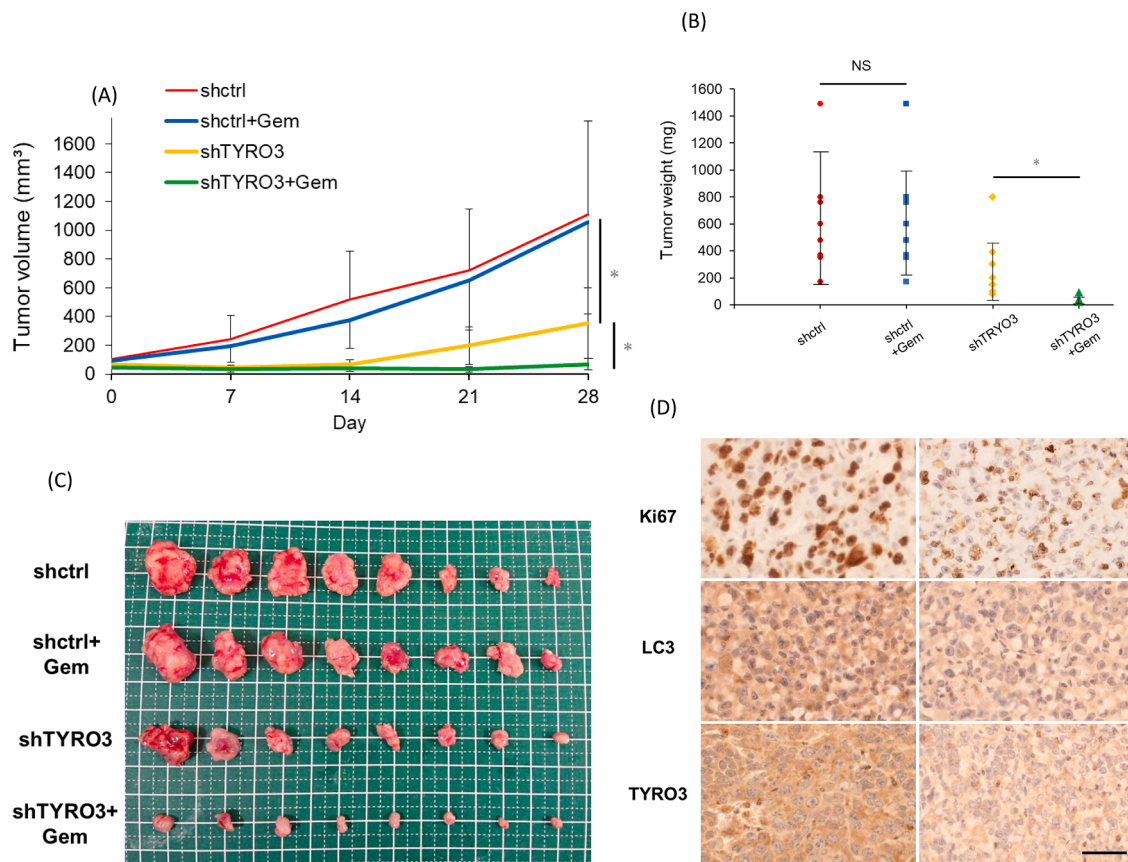 (A)
shctrl
shctrl+Gem
shTYRO3
shTYRO3+Gem
Tumor volume (mm³)
1600
1400
1200
1000
800
600
400
200
0
*
*
0 7 14 21 28
Day
(B)
NS
*
Tumor weight (mg)
1600
1400
1200
1000
800
600
400
200
0
shctrl
shctrl
+Gem
shTRYO3
shTYRO3
+Gem
(C)
shctrl
shctrl+
Gem
shTYRO3
shTYRO3+
Gem
(D)
Ki67
LC3
TYRO3